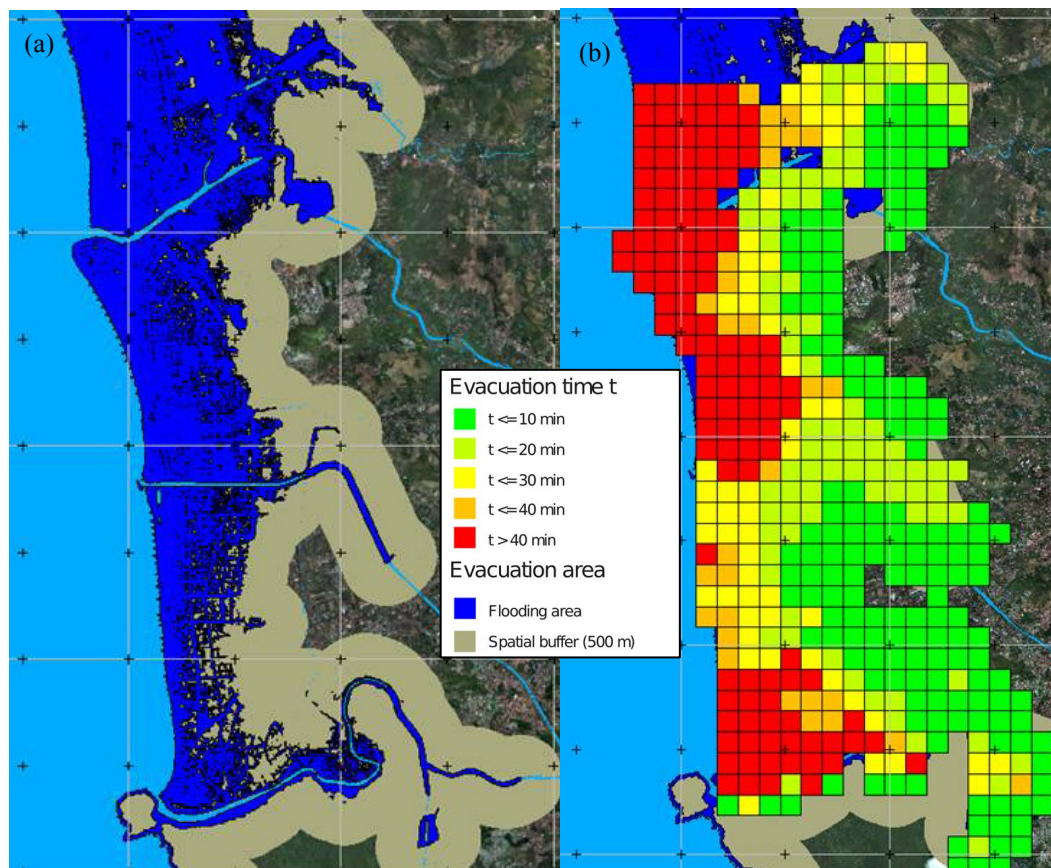 (a)
(b)
Evacuation time t
t <= 10 min
t <= 20 min
t <= 30 min
t <= 40 min
t > 40 min
Evacuation area
Flooding area
Spatial buffer (500 m)